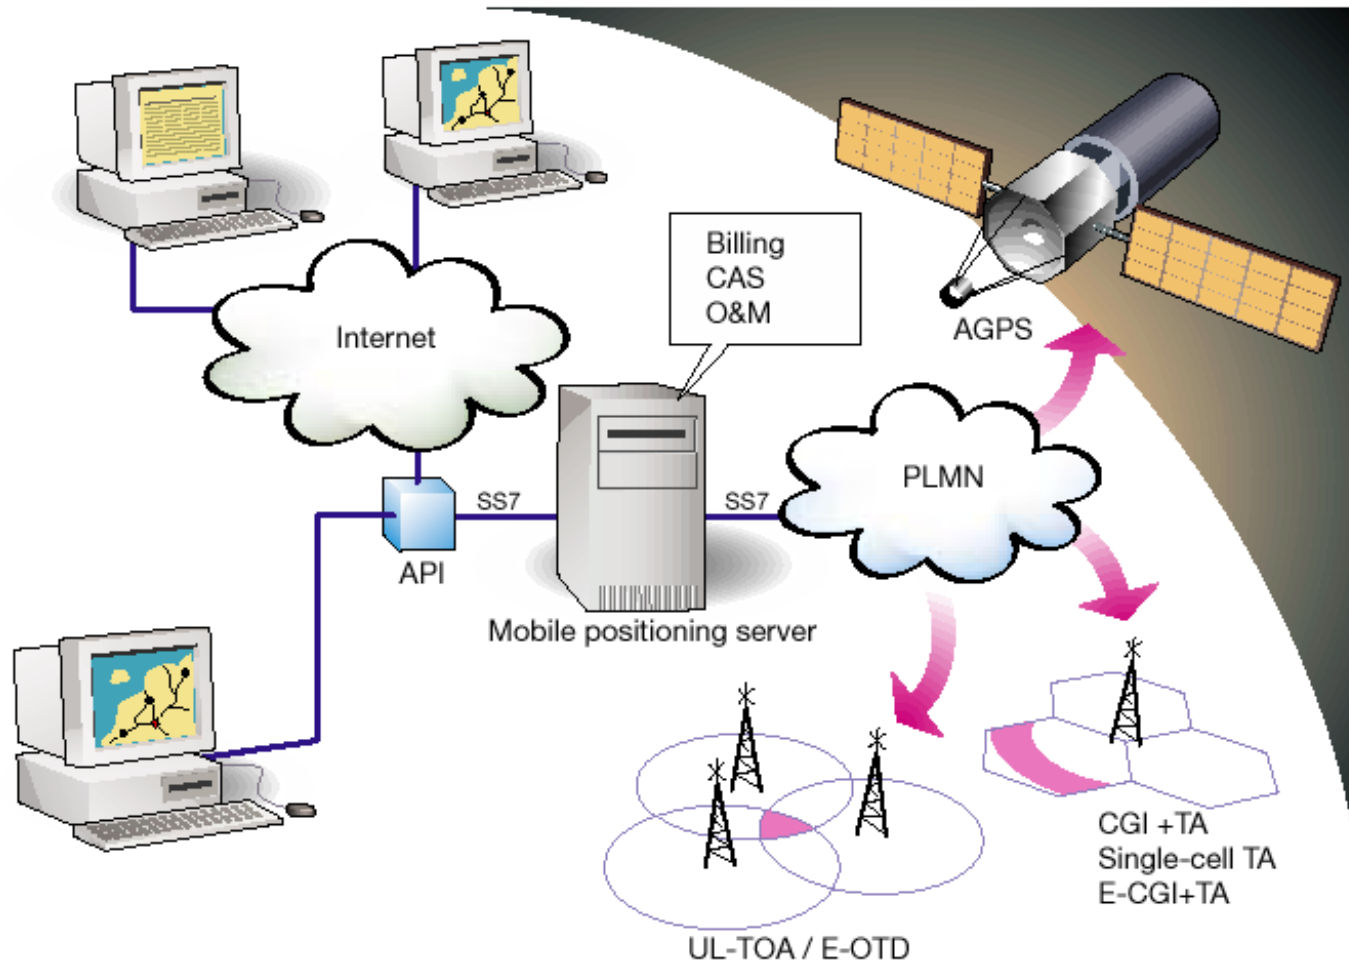 Billing
CAS
O&M
Internet
AGPS
PLMN
SS7
SS7
API
Mobile positioning server
CGI +TA
Single-cell TA
E-CGI+TA
UL-TOA / E-OTD